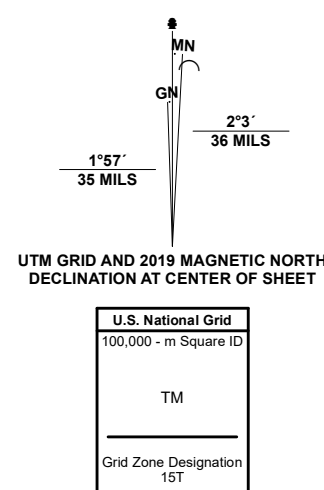 MN
GN
2°3´
36 MILS
1°57´
35 MILS
UTM GRID AND 2019 MAGNETIC NORTH
DECLINATION AT CENTER OF SHEET
U.S. National Grid
100,000 - m Square ID
TM
Grid Zone Designation
15T